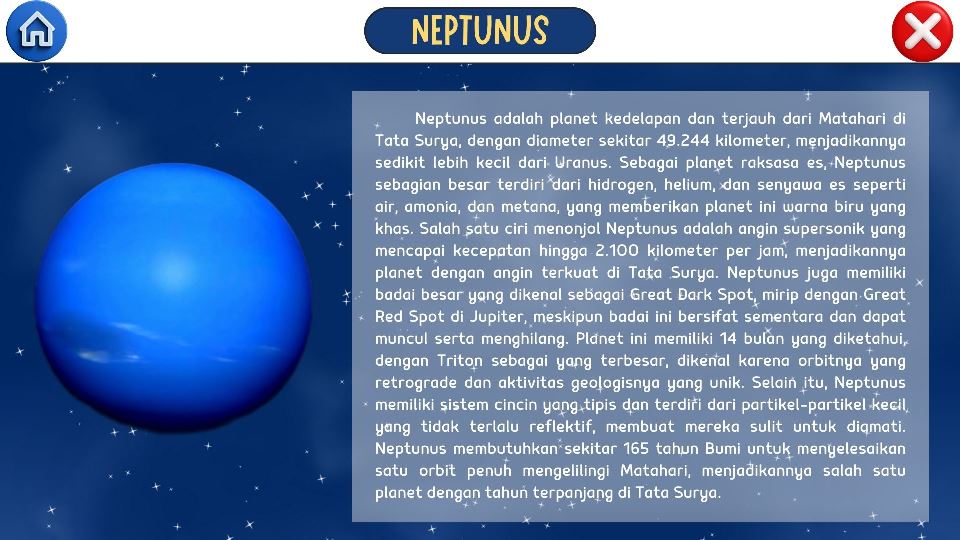 NEPTUNUS
Neptunus adalah planet kedelapan dan terjauh dari Matahari di
Tata Surya, dengan diameter sekitar 49.244 kilometer, menjadikannya
sedikit lebih kecil dari Uranus. Sebagai planet raksasa es, Neptunus
sebagian besar terdiri dari hidrogen, helium, dan senyawa es seperti
air, amonia, dan metana, yang memberikan planet ini warna biru yang
khas. Salah satu ciri menonjol Neptunus adalah angin supersonik yang
mencapai kecepatan hingga 2.100 kilometer per jam, menjadikannya
planet dengan angin terkuat di Tata Surya. Neptunus juga memiliki
badai besar yang dikenal sebagai Great Dark Spot, mirip dengan Great
Red Spot di Jupiter, meskipun badai ini bersifat sementara dan dapat
muncul serta menghilang. Planet ini memiliki 14 bulan yang diketahui,
dengan Triton sebagai yang terbesar, dikenal karena orbitnya yang
retrograde dan aktivitas geologisnya yang unik. Selain itu, Neptunus
memiliki sistem cincin yang tipis dan terdiri dari partikel-partikel kecil
yang tidak terlalu reflektif, membuat mereka sulit untuk diamati.
Neptunus membutuhkan sekitar 165 tahun Bumi untuk menyelesaikan
satu orbit penuh mengelilingi Matahari, menjadikannya salah satu
planet dengan tahun terpanjang di Tata Surya.